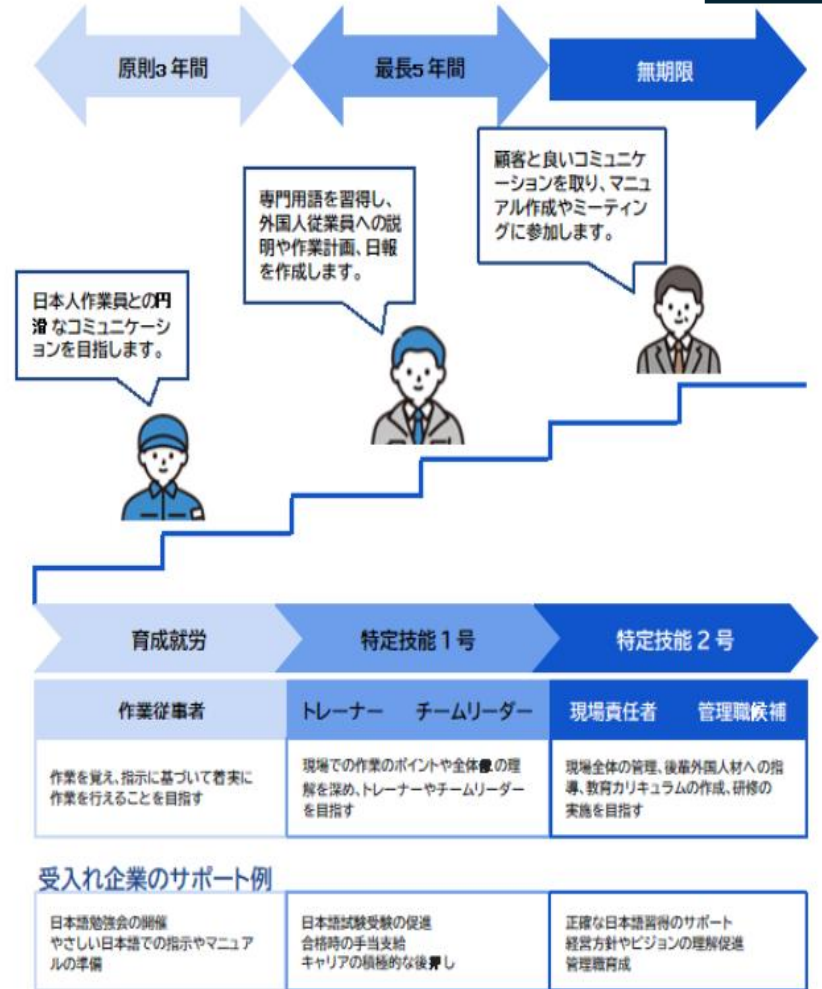 原則3年間
最長5年間
無期限
顧客と良いコミュニケ
ーションを取り、マニュ
アル作成やミーティン
グに参加します。
専門用語を習得し、
外国人従業員への説
明や作業計画、日報
を作成します。
日本人作業員との円
滑なコミュニケーシ
ョンを目指します。
育成就労
特定技能1号
特定技能2号
作業従事者
トレーナー チームリーダー
現場責任者 管理職候補
作業を覚え、指示に基づいて着実に
作業を行えることを目指す
現場での作業のポイントや全体像の理
解を深め、トレーナーやチームリーダー
を目指す
現場全体の管理、後輩外国人材への指
導、教育カリキュラムの作成、研修の
実施を目指す
受入れ企業のサポート例
日本語勉強会の開催
やさしい日本語での指示やマニュア
ルの準備
日本語試験受験の促進
合格時の手当支給
キャリアの積極的な後押し
正確な日本語習得のサポート
経営方針やビジョンの理解促進
管理職育成